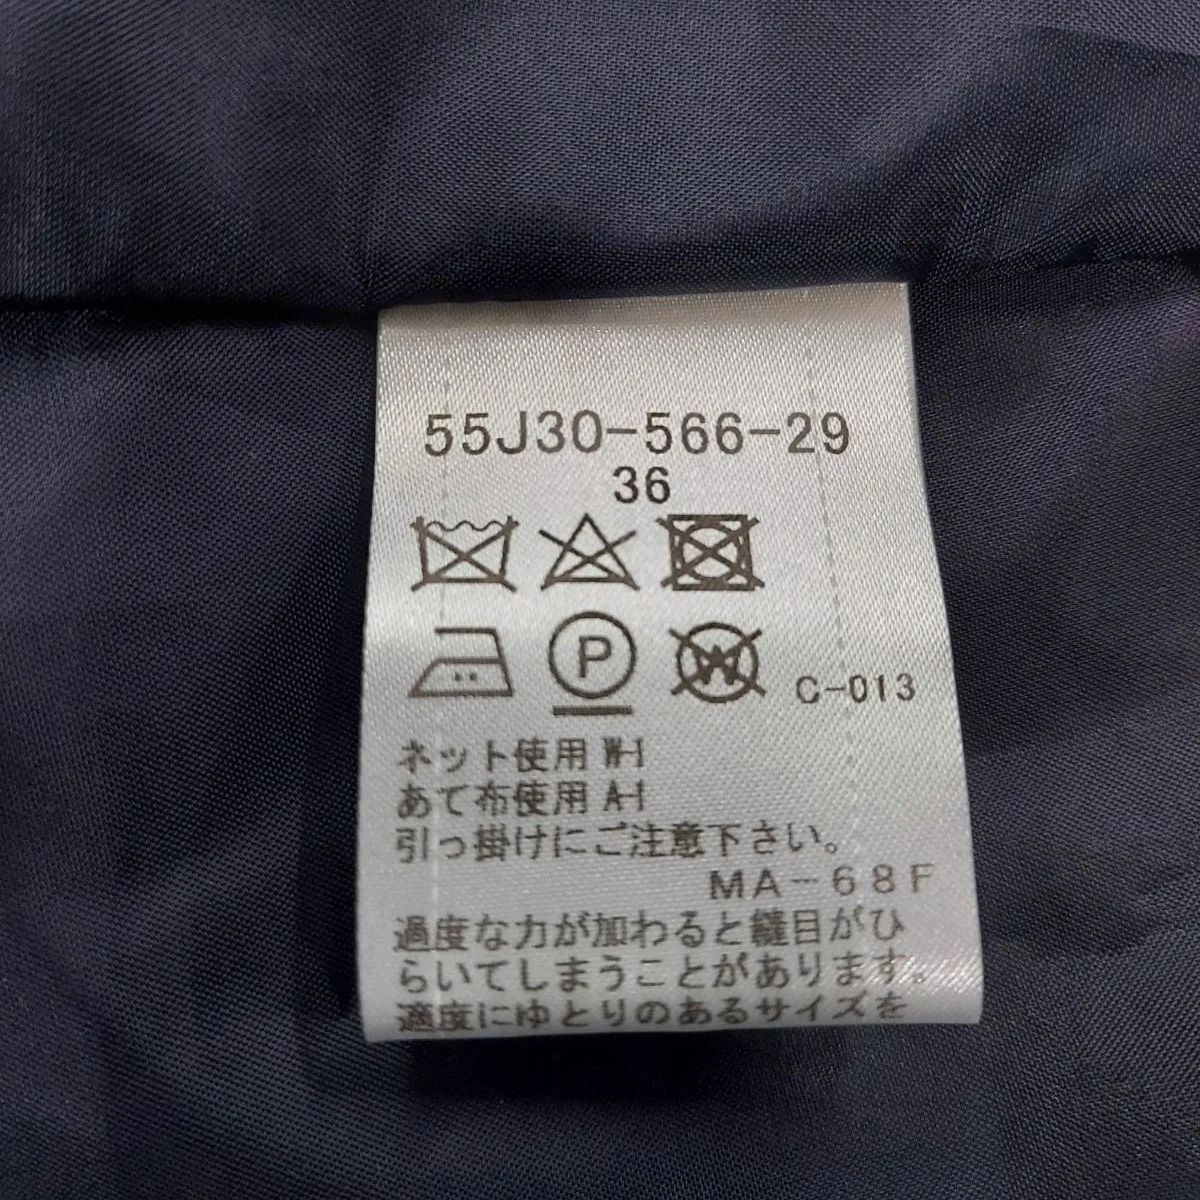 55J30-566-29
36
P
W
C-013
ネット使用 W-I
あて布使用 A-I
引っ掛けにご注意下さい。
MA-68F
過度な力が加わると縫目がひ
らいてしまうことがあります。
適度にゆとりのあるサイズを